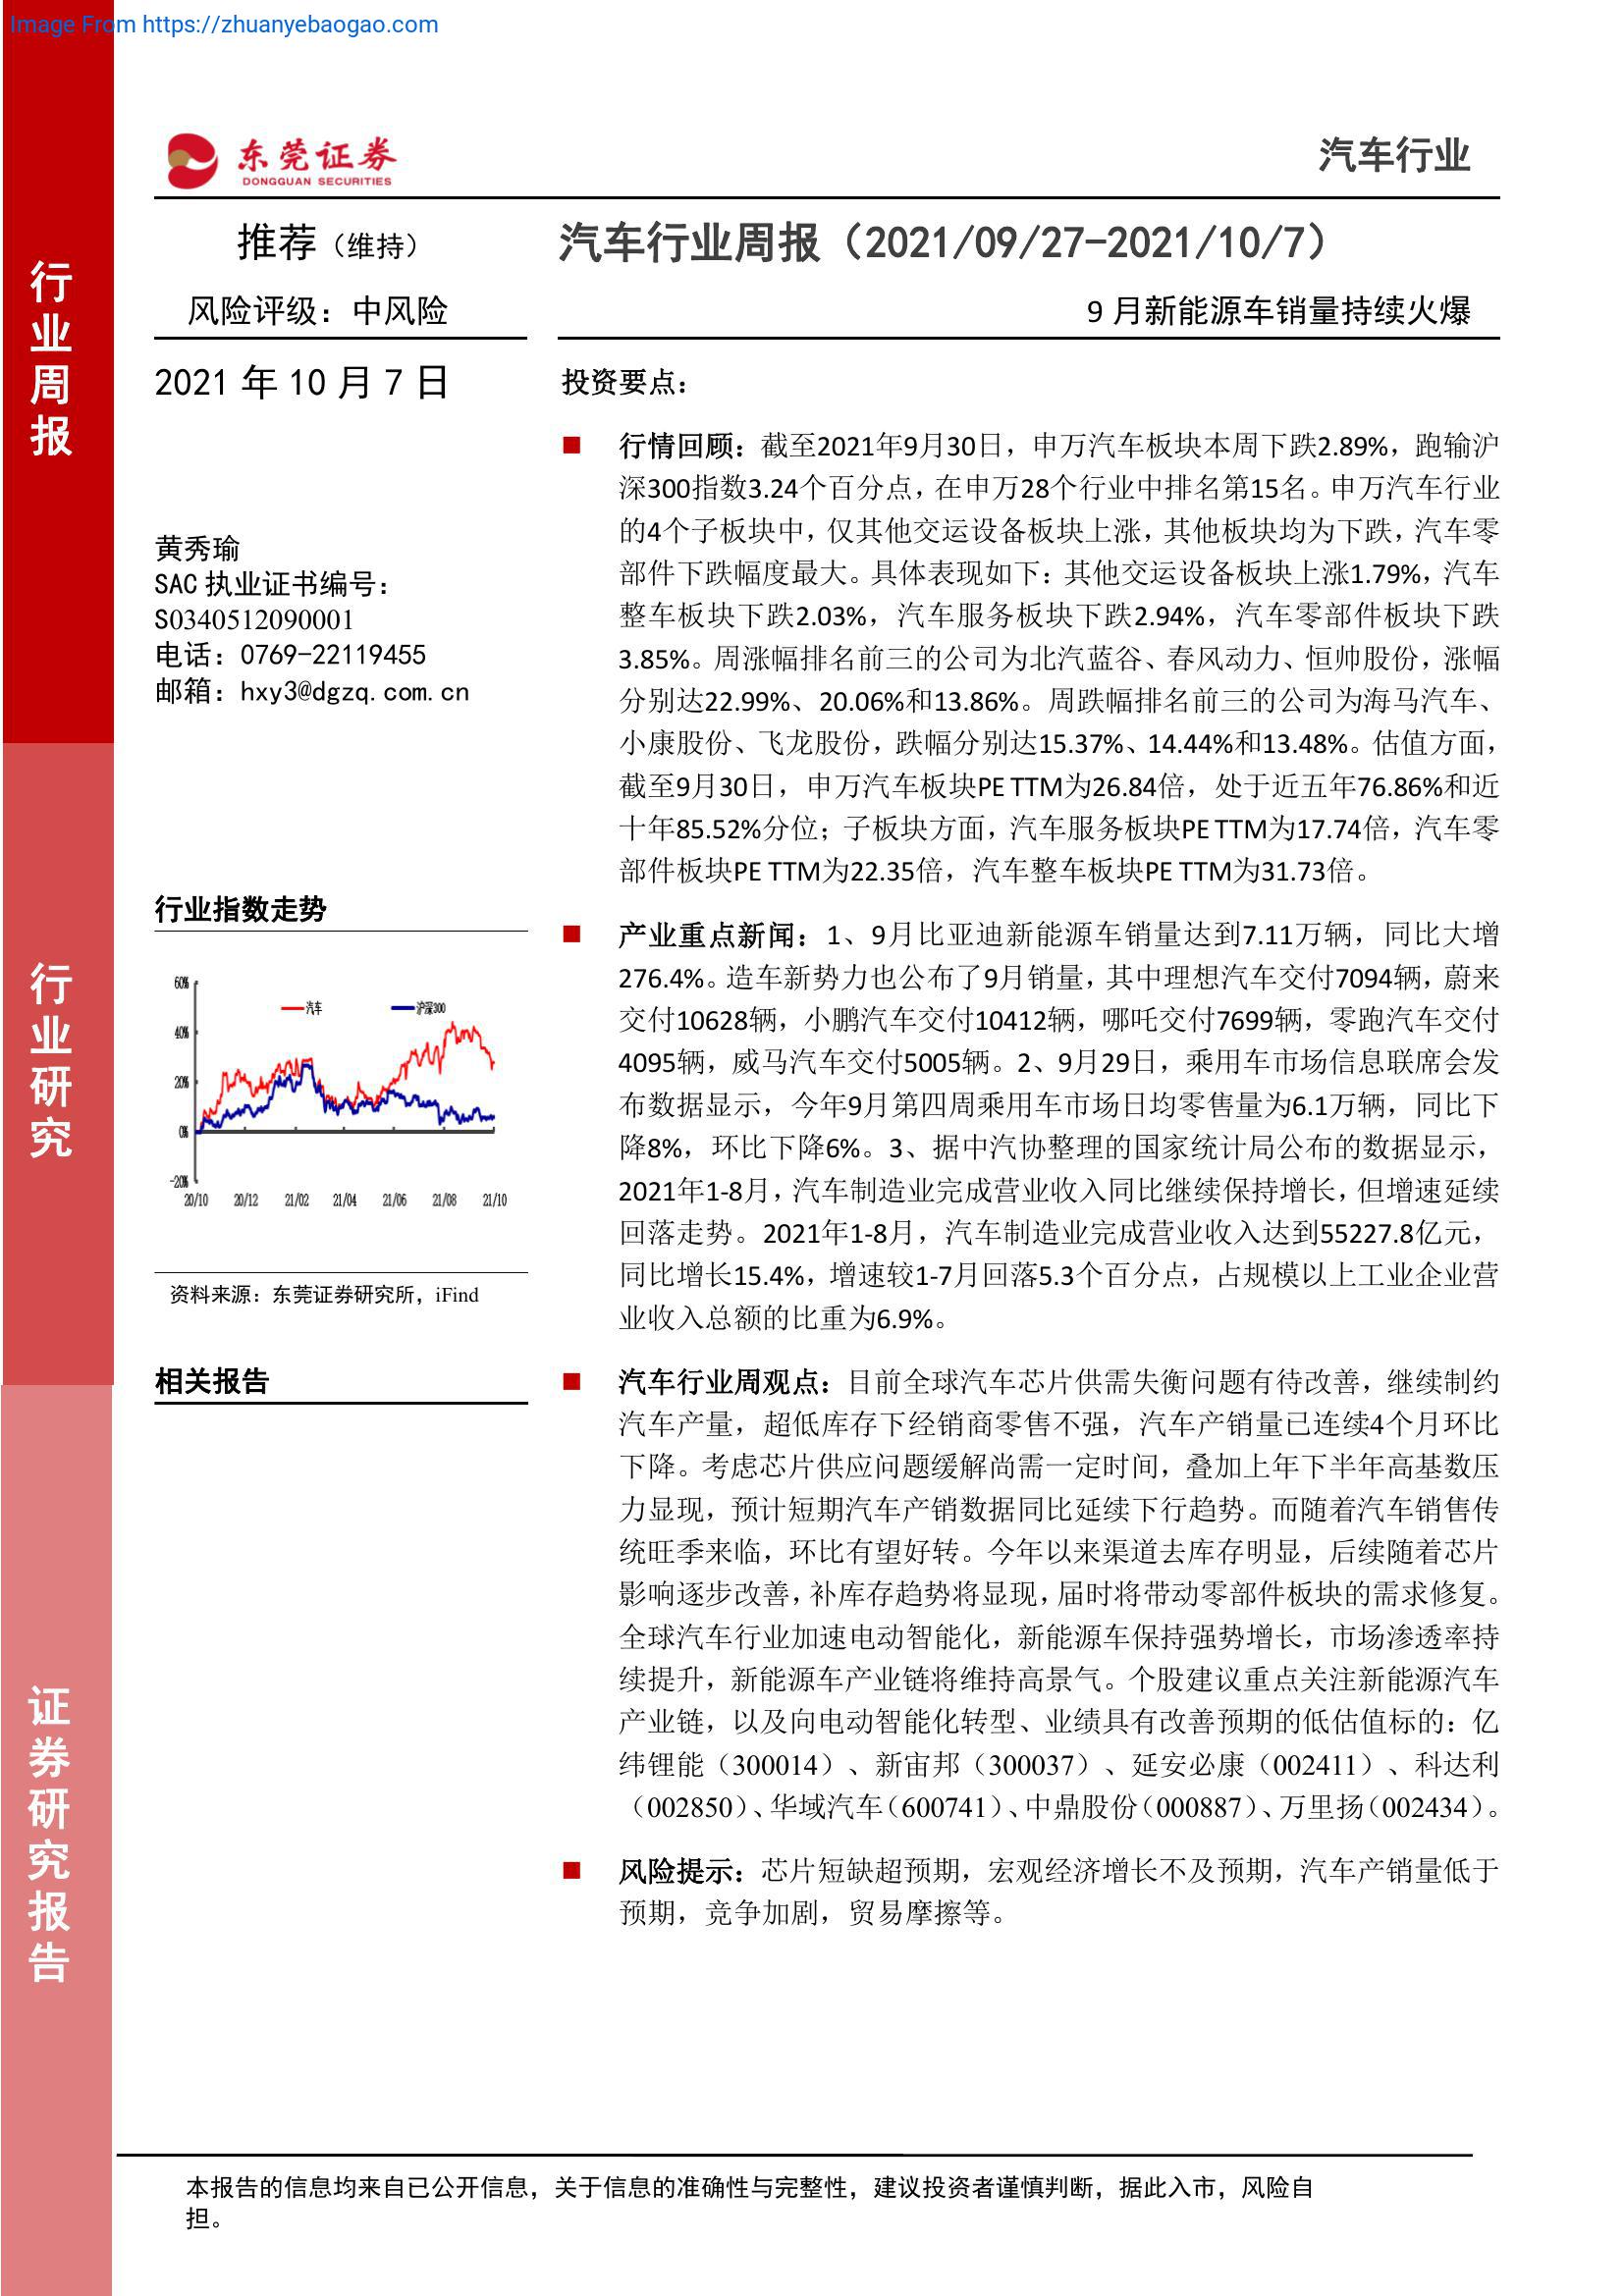 Image From https://zhuanyebaogao.com
行业周报
行业研究
证券研究报告
东莞证券
DONGGUAN SECURITIES
汽车行业
推荐（维持）
风险评级：中风险
2021 年 10 月 7 日
黄秀瑜
SAC 执业证书编号：
S0340512090001
电话：0769-22119455
邮箱：hxy3@dgzq.com.cn
行业指数走势
60%
40%
20%
0%
-20%
汽车
沪深300
20/10 20/12 21/02 21/04 21/06 21/08 21/10
资料来源：东莞证券研究所，iFind
相关报告
汽车行业周报（2021/09/27-2021/10/7）
9 月新能源车销量持续火爆
投资要点：
■ 行情回顾：截至2021年9月30日，申万汽车板块本周下跌2.89%，跑输沪
深300指数3.24个百分点，在申万28个行业中排名第15名。申万汽车行业
的4个子板块中，仅其他交运设备板块上涨，其他板块均为下跌，汽车零
部件下跌幅度最大。具体表现如下：其他交运设备板块上涨1.79%，汽车
整车板块下跌2.03%，汽车服务板块下跌2.94%，汽车零部件板块下跌
3.85%。周涨幅排名前三的公司为北汽蓝谷、春风动力、恒帅股份，涨幅
分别达22.99%、20.06%和13.86%。周跌幅排名前三的公司为海马汽车、
小康股份、飞龙股份，跌幅分别达15.37%、14.44%和13.48%。估值方面，
截至9月30日，申万汽车板块PE TTM为26.84倍，处于近五年76.86%和近
十年85.52%分位；子板块方面，汽车服务板块PE TTM为17.74倍，汽车零
部件板块PE TTM为22.35倍，汽车整车板块PE TTM为31.73倍。
■ 产业重点新闻：1、9月比亚迪新能源车销量达到7.11万辆，同比大增
276.4%。造车新势力也公布了9月销量，其中理想汽车交付7094辆，蔚来
交付10628辆，小鹏汽车交付10412辆，哪吒交付7699辆，零跑汽车交付
4095辆，威马汽车交付5005辆。2、9月29日，乘用车市场信息联席会发
布数据显示，今年9月第四周乘用车市场日均零售量为6.1万辆，同比下
降8%，环比下降6%。3、据中汽协整理的国家统计局公布的数据显示，
2021年1-8月，汽车制造业完成营业收入同比继续保持增长，但增速延续
回落走势。2021年1-8月，汽车制造业完成营业收入达到55227.8亿元，
同比增长15.4%，增速较1-7月回落5.3个百分点，占规模以上工业企业营
业收入总额的比重为6.9%。
■ 汽车行业周观点：目前全球汽车芯片供需失衡问题有待改善，继续制约
汽车产量，超低库存下经销商零售不强，汽车产销量已连续4个月环比
下降。考虑芯片供应问题缓解尚需一定时间，叠加上年下半年高基数压
力显现，预计短期汽车产销数据同比延续下行趋势。而随着汽车销售传
统旺季来临，环比有望好转。今年以来渠道去库存明显，后续随着芯片
影响逐步改善，补库存趋势将显现，届时将带动零部件板块的需求修复。
全球汽车行业加速电动智能化，新能源车保持强势增长，市场渗透率持
续提升，新能源车产业链将维持高景气。个股建议重点关注新能源汽车
产业链，以及向电动智能化转型、业绩具有改善预期的低估值标的：亿
纬锂能（300014）、新宙邦（300037）、延安必康（002411）、科达利
（002850）、华域汽车（600741）、中鼎股份（000887）、万里扬（002434）。
■ 风险提示：芯片短缺超预期，宏观经济增长不及预期，汽车产销量低于
预期，竞争加剧，贸易摩擦等。
本报告的信息均来自已公开信息，关于信息的准确性与完整性，建议投资者谨慎判断，据此入市，风险自
担。